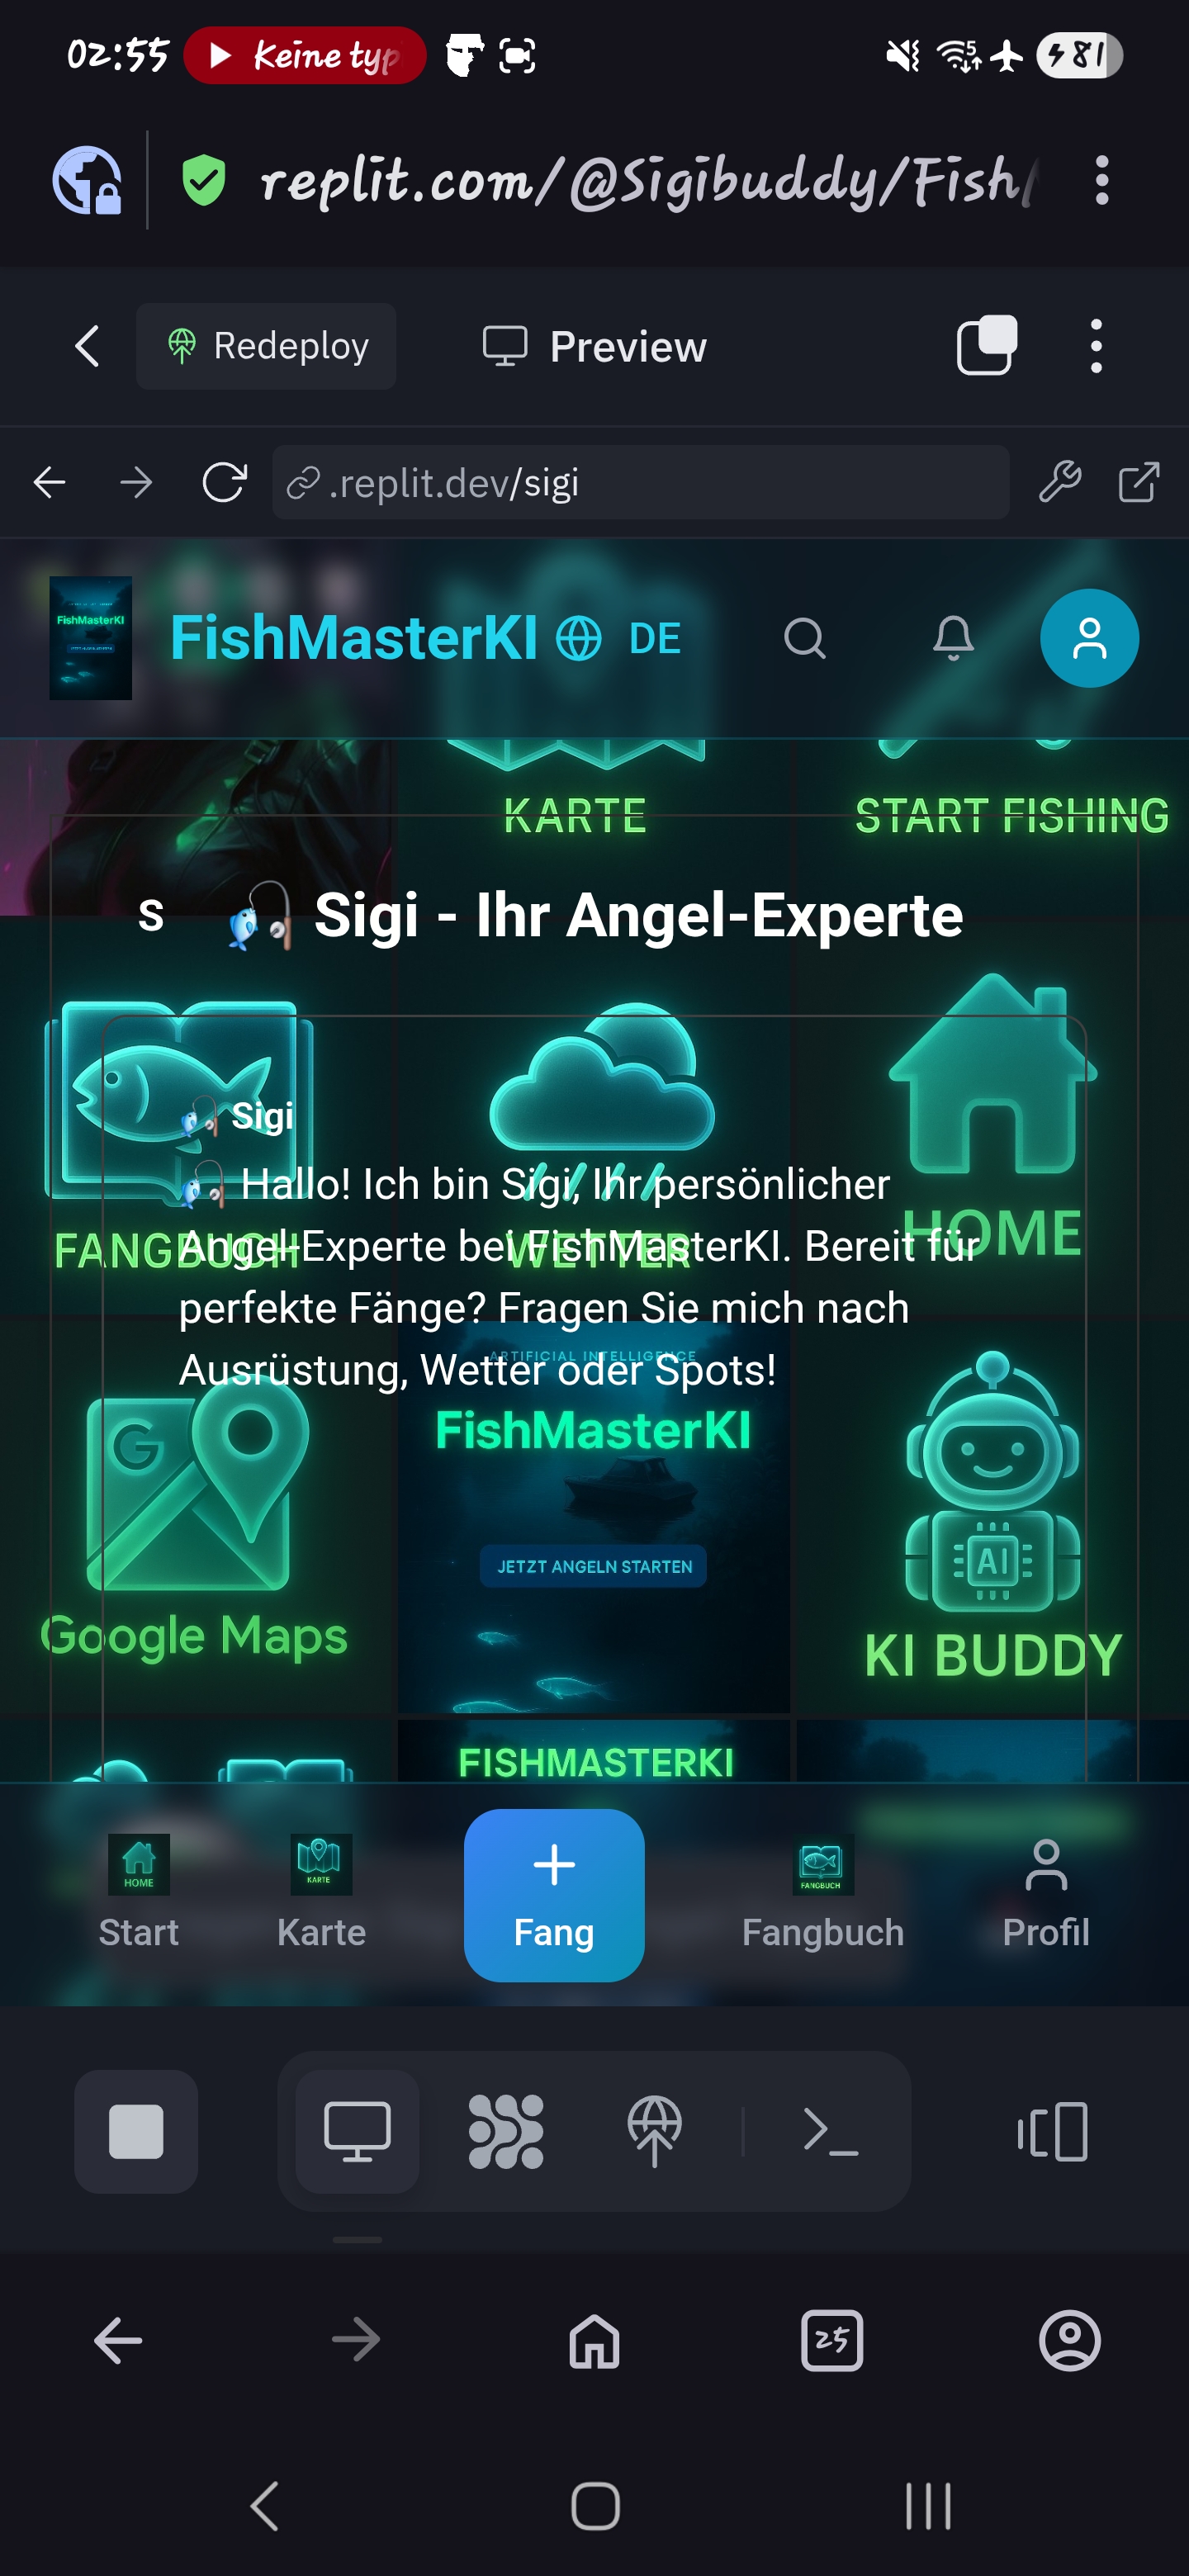 02:55
Keine typ
81
replit.com/@Sigibuddy/Fish/
Redeploy
Preview
.replit.dev/sigi
FishMasterKI
FishMasterKI
DE
KARTE
START FISHING
S
Sigi - Ihr Angel-Experte
Sigi
Hallo! Ich bin Sigi, Ihr persönlicher
Angel-Experte bei FishMasterKI. Bereit für
perfekte Fänge? Fragen Sie mich nach
Ausrüstung, Wetter oder Spots!
FANGBUCH
WETTER
HOME
ARTIFICIAL INTELLIGENCE
FishMasterKI
JETZT ANGELN STARTEN
G
Google Maps
AI
KI BUDDY
FISHMASTERKI
HOME
Start
KARTE
Karte
Fang
FANGBUCH
Fangbuch
Profil
25